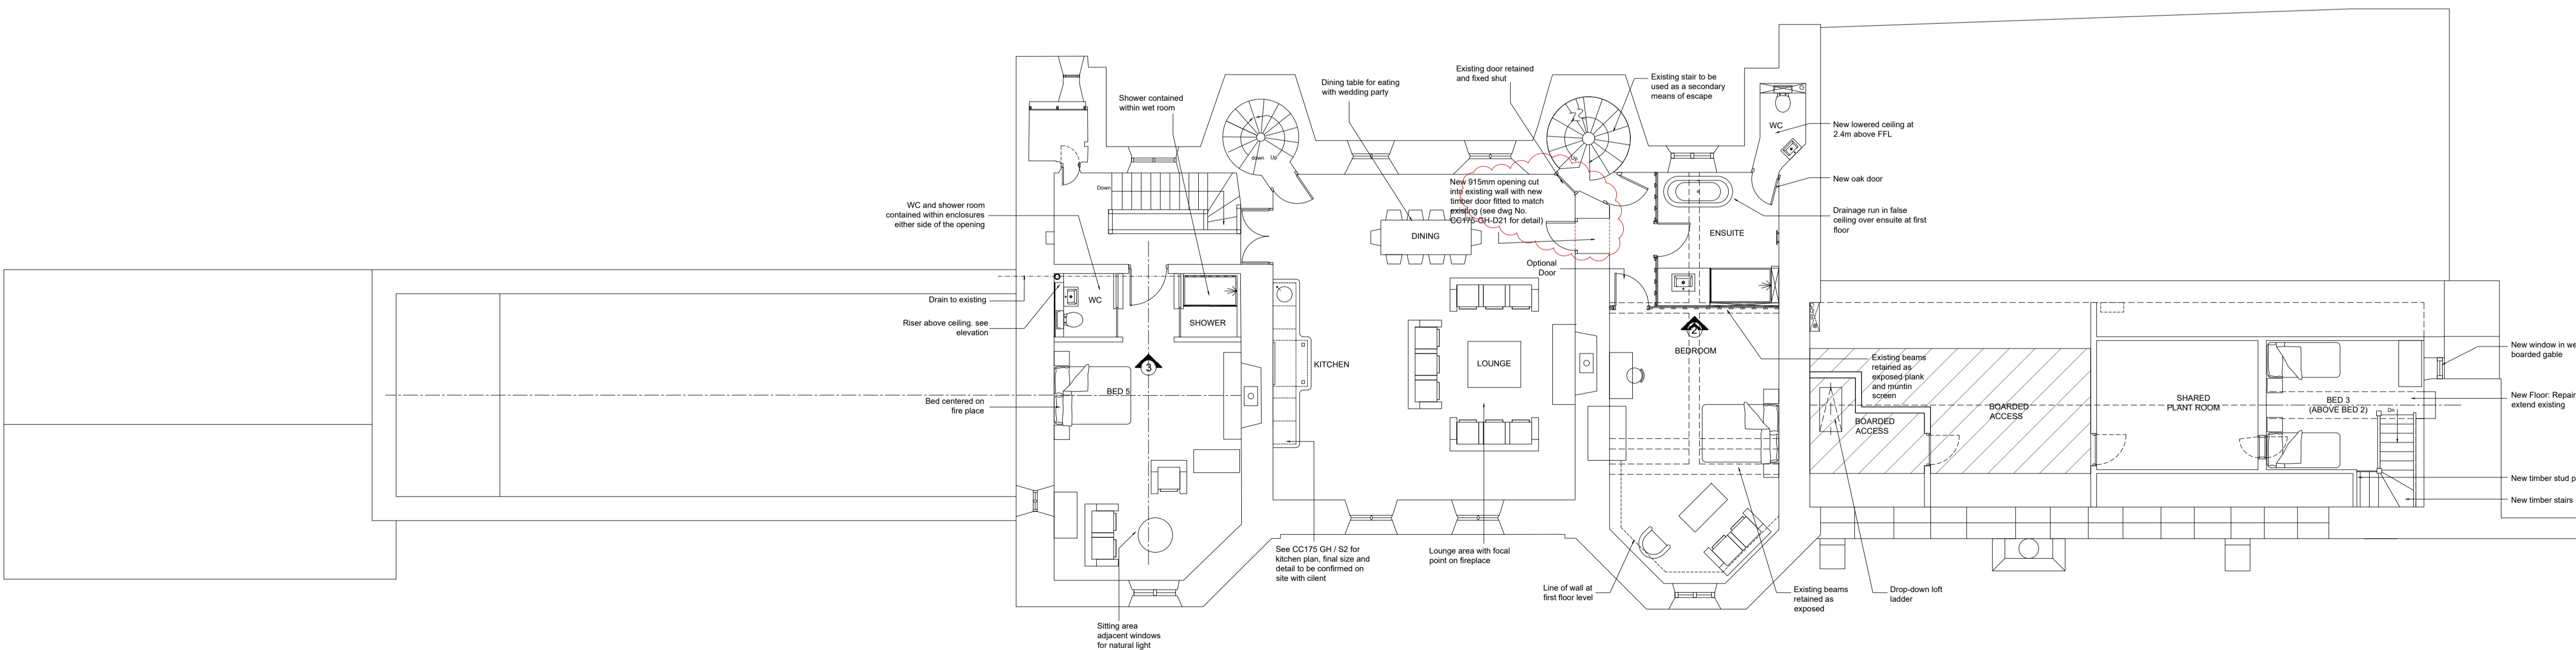 Existing door retained
and fixed shut
Existing stair to be
used as a secondary
means of escape
Dining table for eating
with wedding party
Shower contained
within wet room
WC
New lowered ceiling at
2.4m above FFL
down
Up
Up
Down
New 915mm opening cut
into existing wall with new
timber door fitted to match
existing (see dwg No.
CC175-GH-D21 for detail)
New oak door
WC and shower room
contained within enclosures
either side of the opening
Drainage run in false
ceiling over ensuite at first
floor
DINING
ENSUITE
Optional
Door
Drain to existing
WC
Riser above ceiling. see
elevation
SHOWER
2
BEDROOM
KITCHEN
LOUNGE
3
BED 5
Existing beams
retained as
exposed plank
and muntin
screen
New window in we
boarded gable
Bed centered on
fire place
BOARDED
ACCESS
BOARDED
ACCESS
SHARED
PLANT ROOM
BED 3
(ABOVE BED 2)
Dn
New Floor: Repair
extend existing
New timber stud p
New timber stairs
See CC175 GH / S2 for
kitchen plan, final size and
detail to be confirmed on
site with cilent
Lounge area with focal
point on fireplace
Line of wall at
first floor level
Existing beams
retained as
exposed
Drop-down loft
ladder
Sitting area
adjacent windows
for natural light